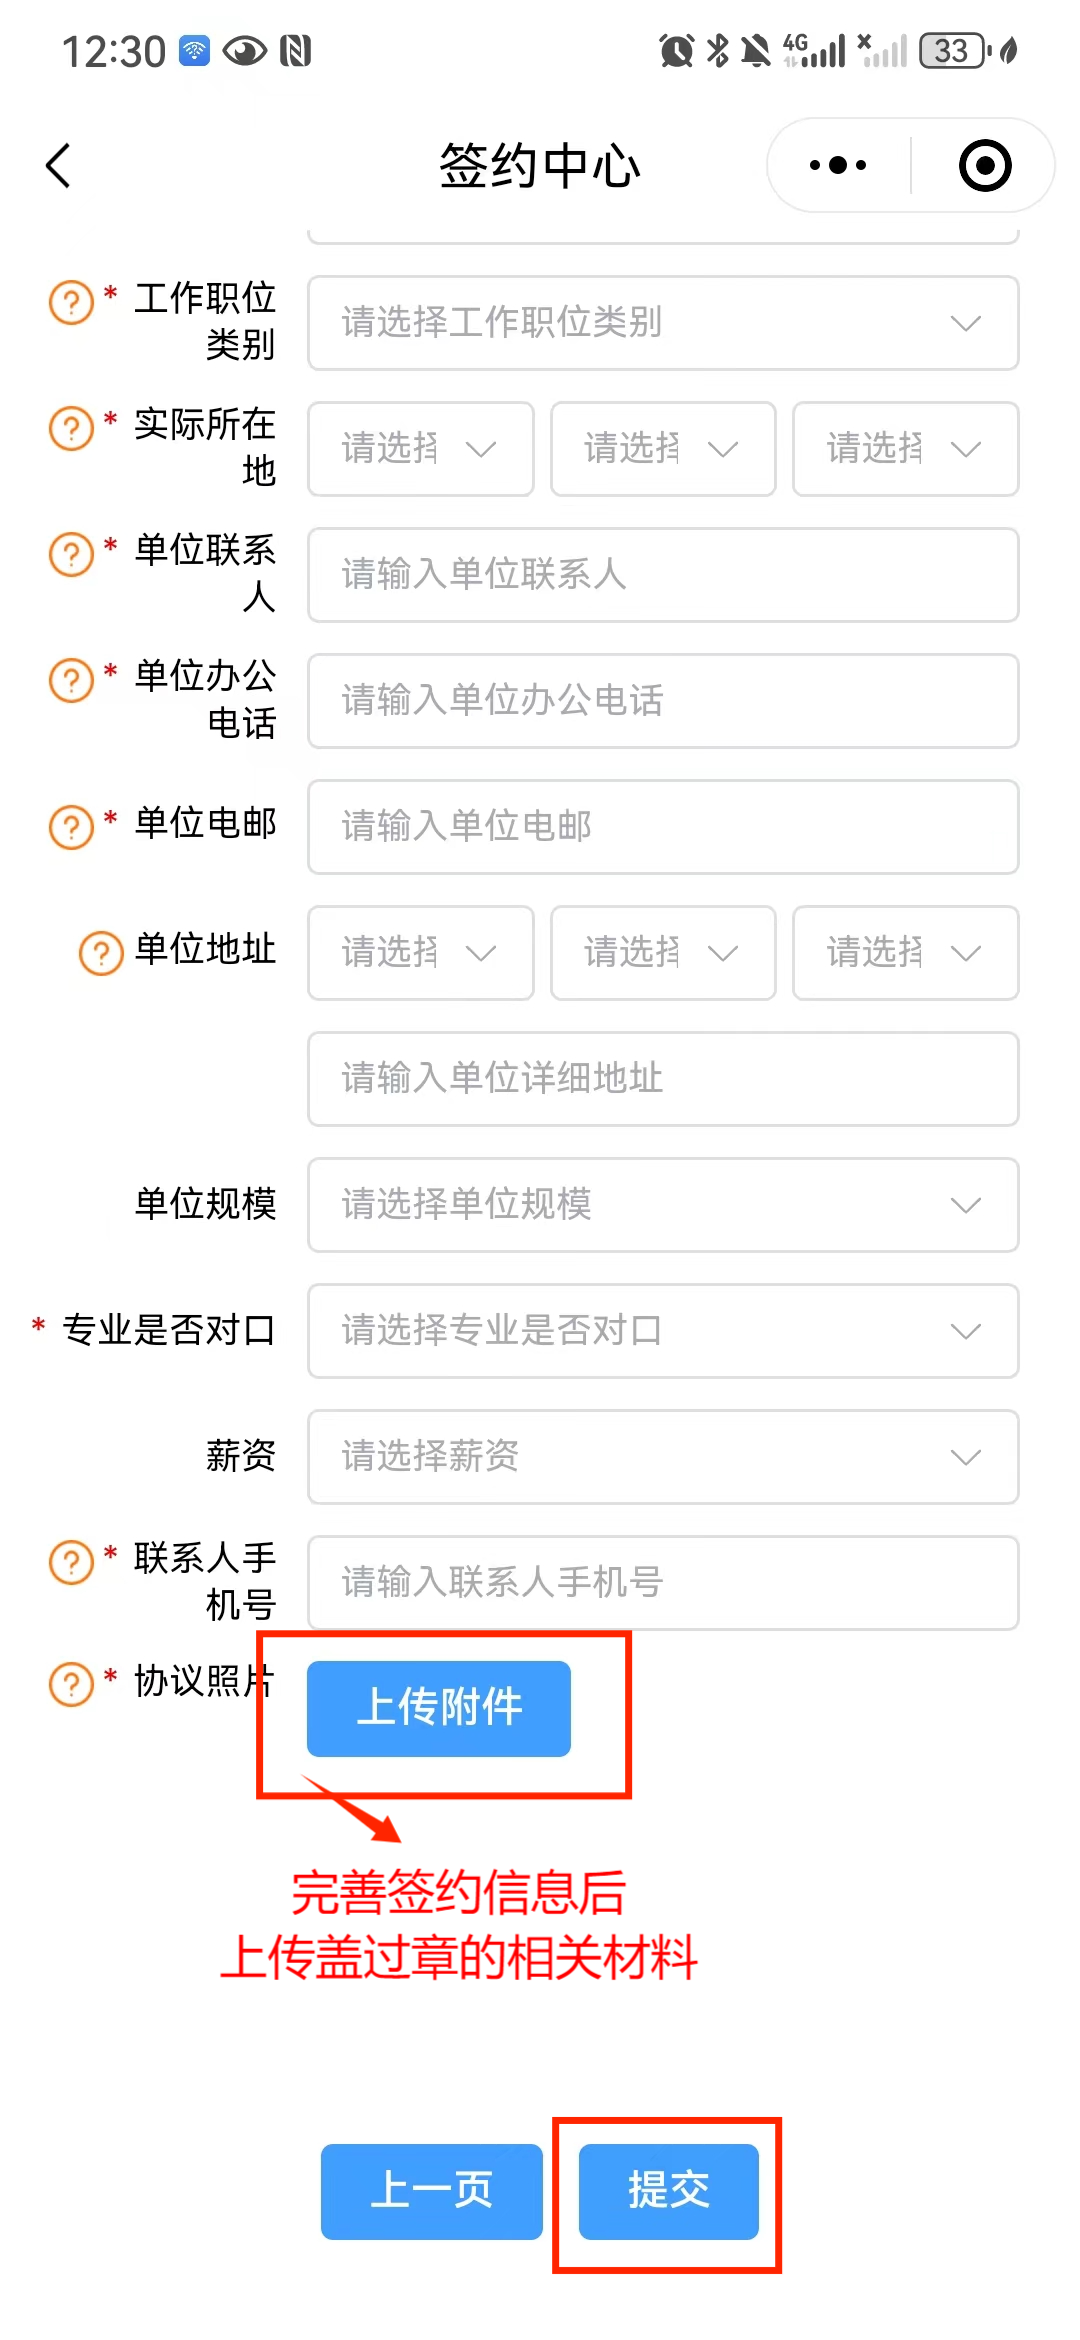 12:30
4G
33
签约中心
* 工作职位类别
请选择工作职位类别
* 实际所在地
请选择 请选择 请选择
* 单位联系人
请输入单位联系人
* 单位办公电话
请输入单位办公电话
* 单位电邮
请输入单位电邮
单位地址
请选择 请选择 请选择
请输入单位详细地址
单位规模
请选择单位规模
* 专业是否对口
请选择专业是否对口
薪资
请选择薪资
* 联系人手机号
请输入联系人手机号
* 协议照片
上传附件
完善签约信息后
上传盖过章的相关材料
上一页 提交